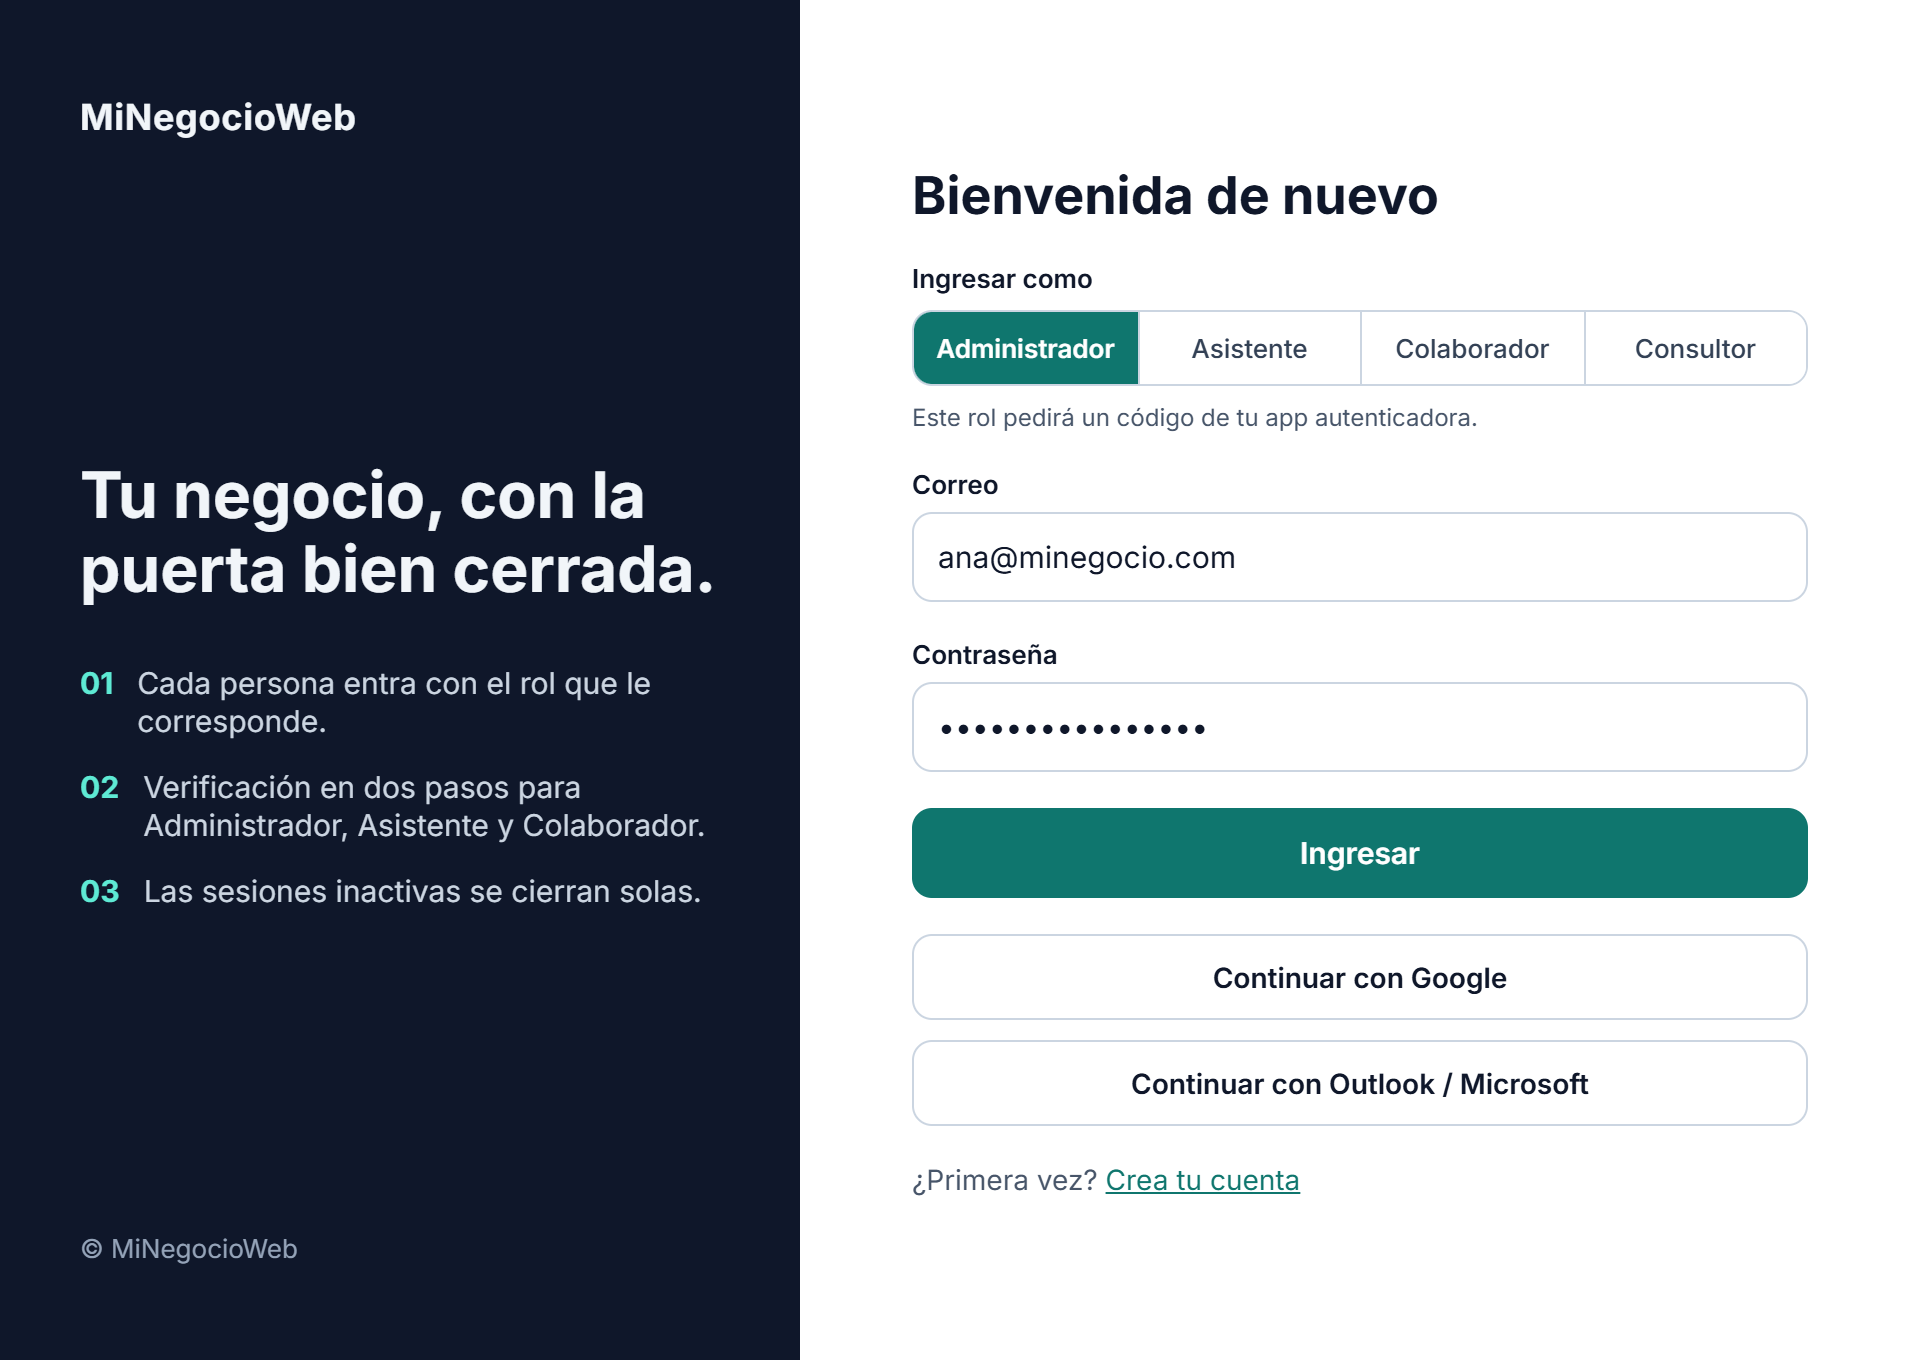 MiNegocioWeb
Tu negocio, con la
puerta bien cerrada.
01 Cada persona entra con el rol que le
corresponde.
02 Verificación en dos pasos para
Administrador, Asistente y Colaborador.
03 Las sesiones inactivas se cierran solas.
© MiNegocioWeb
Bienvenida de nuevo
Ingresar como
Administrador Asistente Colaborador Consultor
Este rol pedirá un código de tu app autenticadora.
Correo
ana@minegocio.com
Contraseña
••••••••••••••••
Ingresar
Continuar con Google
Continuar con Outlook / Microsoft
¿Primera vez? Crea tu cuenta